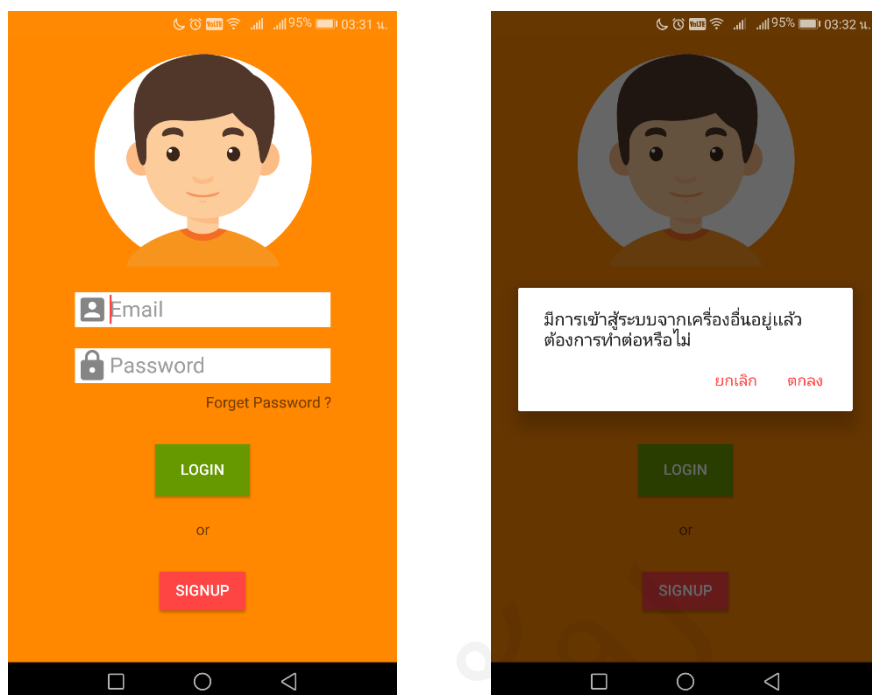 VoLTE 95% 03:31 น.
Email
Password
Forget Password ?
LOGIN
or
SIGNUP
VoLTE 95% 03:32 น.
มีการเข้าสู้ระบบจากเครื่องอื่นอยู่แล้ว
ต้องการทำต่อหรือไม่
ยกเลิก ตกลง
LOGIN
or
SIGNUP